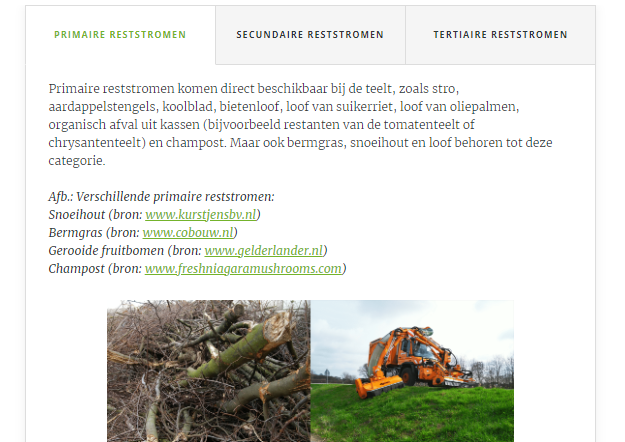 PRIMAIRE RESTSTROMEN
SECUNDAIRE RESTSTROMEN
TERTIAIRE RESTSTROMEN
Primaire reststromen komen direct beschikbaar bij de teelt, zoals stro,
aardappelstengels, koolblad, bietenloof, loof van suikerriet, loof van oliepalmen,
organisch afval uit kassen (bijvoorbeeld restanten van de tomatenteelt of
chrysantenteelt) en champost. Maar ook bermgras, snoeihout en loof behoren tot deze
categorie.
Afb.: Verschillende primaire reststromen:
Snoeihout (bron: www.kurstjensbv.nl)
Bermgras (bron: www.cobouw.nl)
Gerooide fruitbomen (bron: www.gelderlander.nl)
Champost (bron: www.freshniagaramushrooms.com)